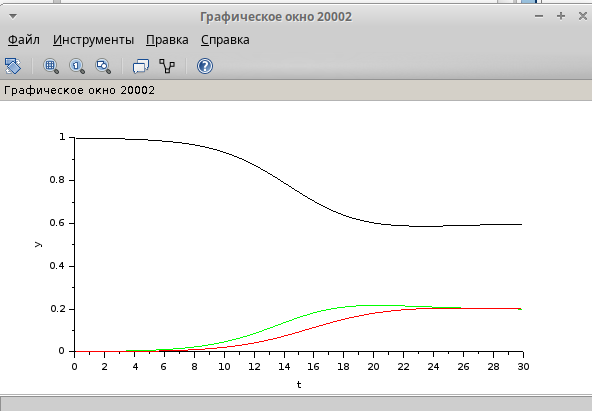 Графическое окно 20002
Файл Инструменты Правка Справка
Графическое окно 20002
1
0.8
0.6
y
0.4
0.2
0
0 2 4 6 8 10 12 14 16 18 20 22 24 26 28 30
t